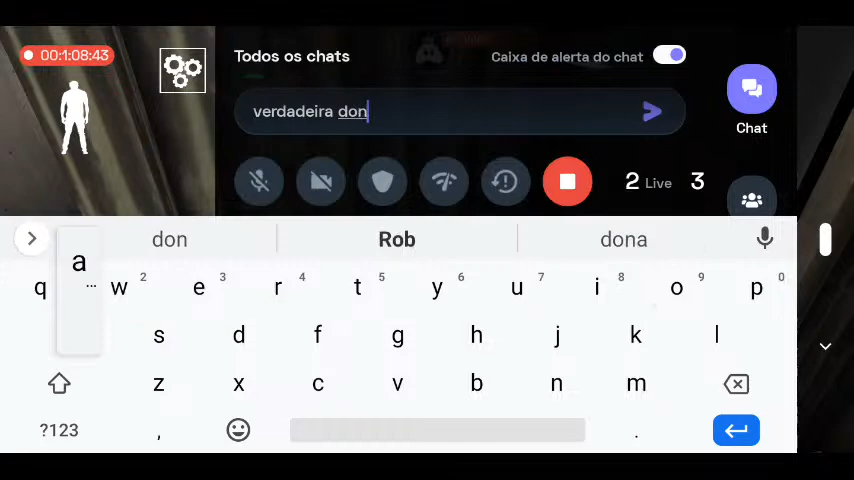 00:1:08:43
Todos os chats
Caixa de alerta do chat
verdadeira don
Chat
2 Live 3
don Rob dona
a ...
q w 2 e 3 r 4 t 5 y 6 u 7 i 8 o 9 p 0
s d f g h j k l
z x c v b n m
?123 , .